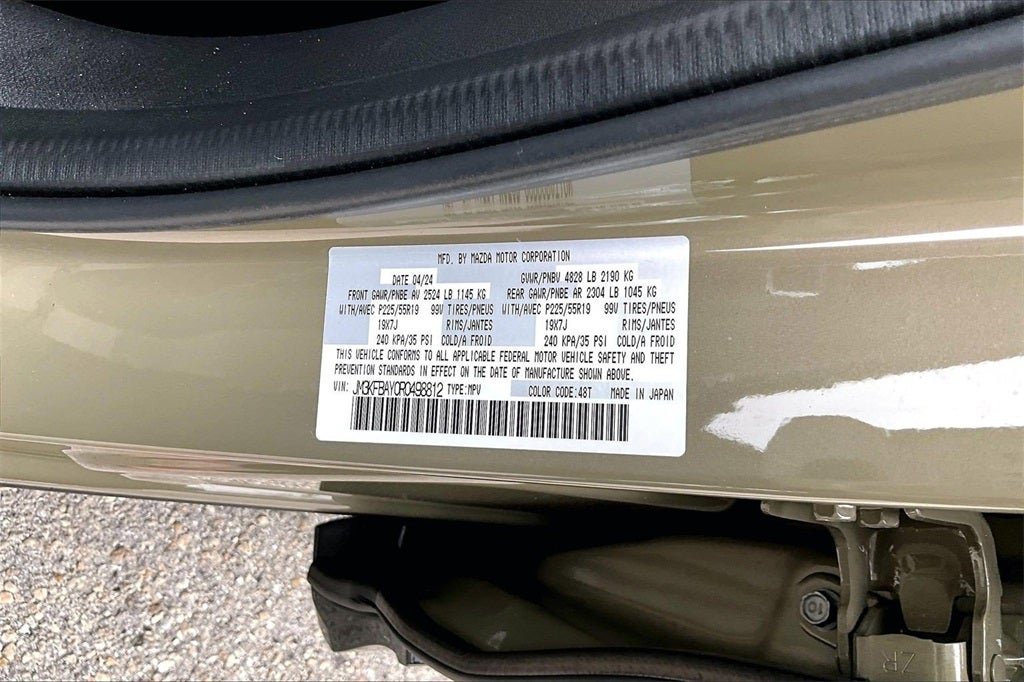 MFD. BY MAZDA MOTOR CORPORATION
DATE 04/24 GVWR/PNBV 4828 LB 2190 KG
FRONT GAWR/PNBE AV 2524 LB 1145 KG REAR GAWR/PNBE AR 2304 LB 1045 KG
WITH/AVEC P225/55R19 99V TIRES/PNEUS WITH/AVEC P225/55R19 99V TIRES/PNEUS
19X7J RIMS/JANTES 19X7J RIMS/JANTES
240 KPA/35 PSI COLD/A FROID 240 KPA/35 PSI COLD/A FROID
THIS VEHICLE CONFORMS TO ALL APPLICABLE FEDERAL MOTOR VEHICLE SAFETY AND THEFT
PREVENTION STANDARDS IN EFFECT ON THE DATE OF MANUFACTURE SHOWN ABOVE.
VIN: JM3KFBAY0R0498812 TYPE:MPV COLOR CODE:48T MADE IN JAPAN
ZP